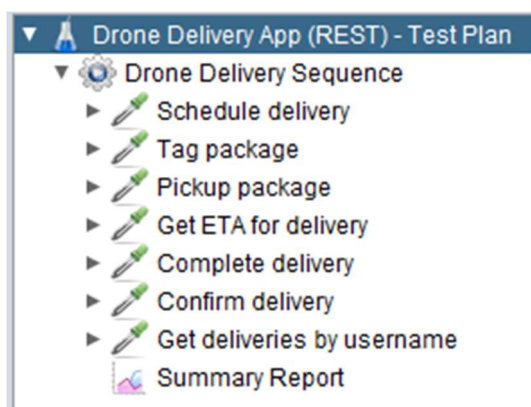 Drone Delivery App (REST) - Test Plan
Drone Delivery Sequence
Schedule delivery
Tag package
Pickup package
Get ETA for delivery
Complete delivery
Confirm delivery
Get deliveries by username
Summary Report